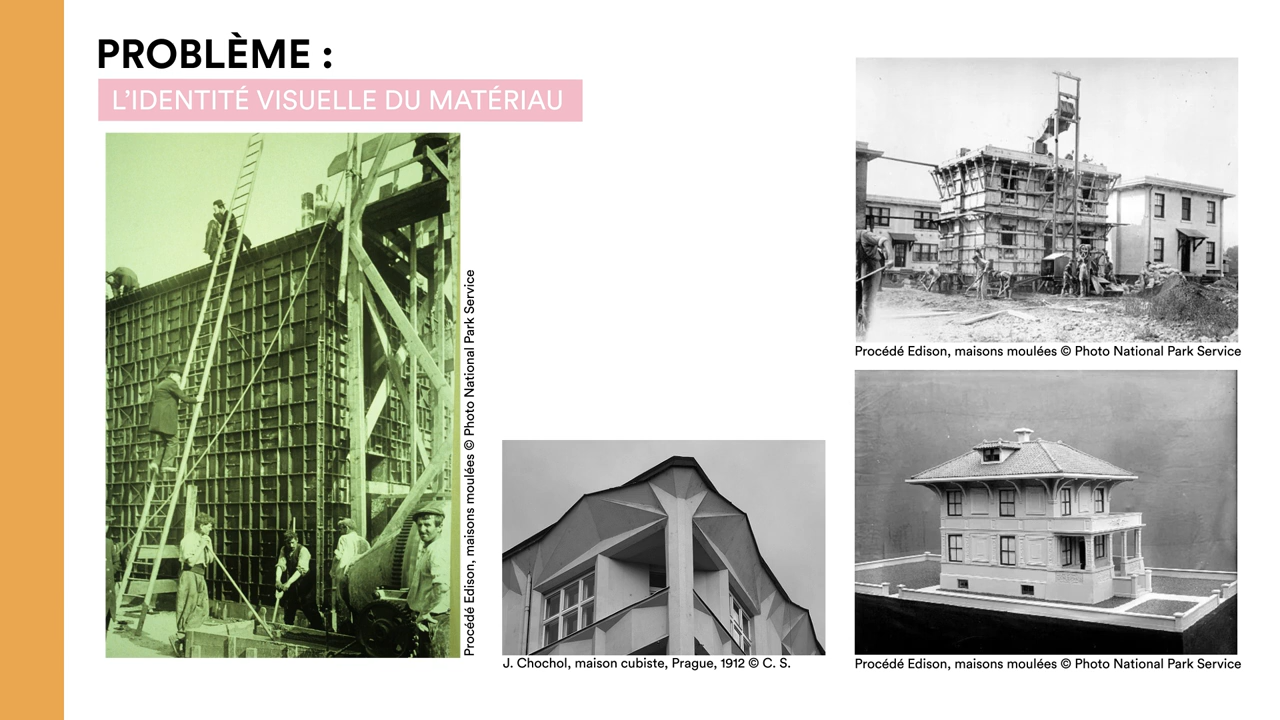 PROBLÈME :
L'IDENTITÉ VISUELLE DU MATÉRIAU
Procédé Edison, maisons moulées © Photo National Park Service
J. Chochol, maison cubiste, Prague, 1912 © C. S.
Procédé Edison, maisons moulées © Photo National Park Service
Procédé Edison, maisons moulées © Photo National Park Service